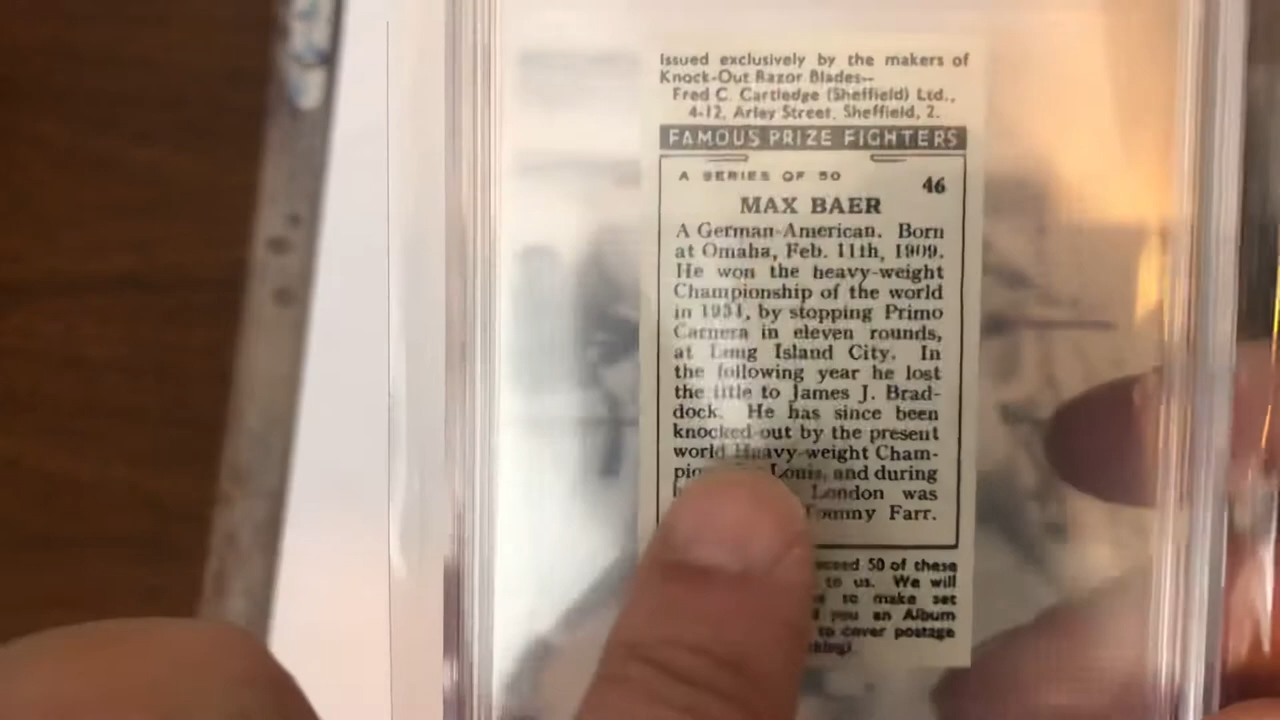 Issued exclusively by the makers of
Knock-Out Razor Blades—
Fred C. Cartledge (Sheffield) Ltd.,
4-12, Arley Street, Sheffield, 2.
FAMOUS PRIZE FIGHTERS
A SERIES OF 50 46
MAX BAER
A German-American. Born
at Omaha, Feb. 11th, 1909.
He won the heavy-weight
Championship of the world
in 1934, by stopping Primo
Carnera in eleven rounds,
at Long Island City. In
the following year he lost
the title to James J. Brad-
dock. He has since been
knocked out by the present
world Heavy-weight Cham-
Louis, and during
London was
Tommy Farr.
50 of these
to us. We will
to make set
you an Album
to cover postage